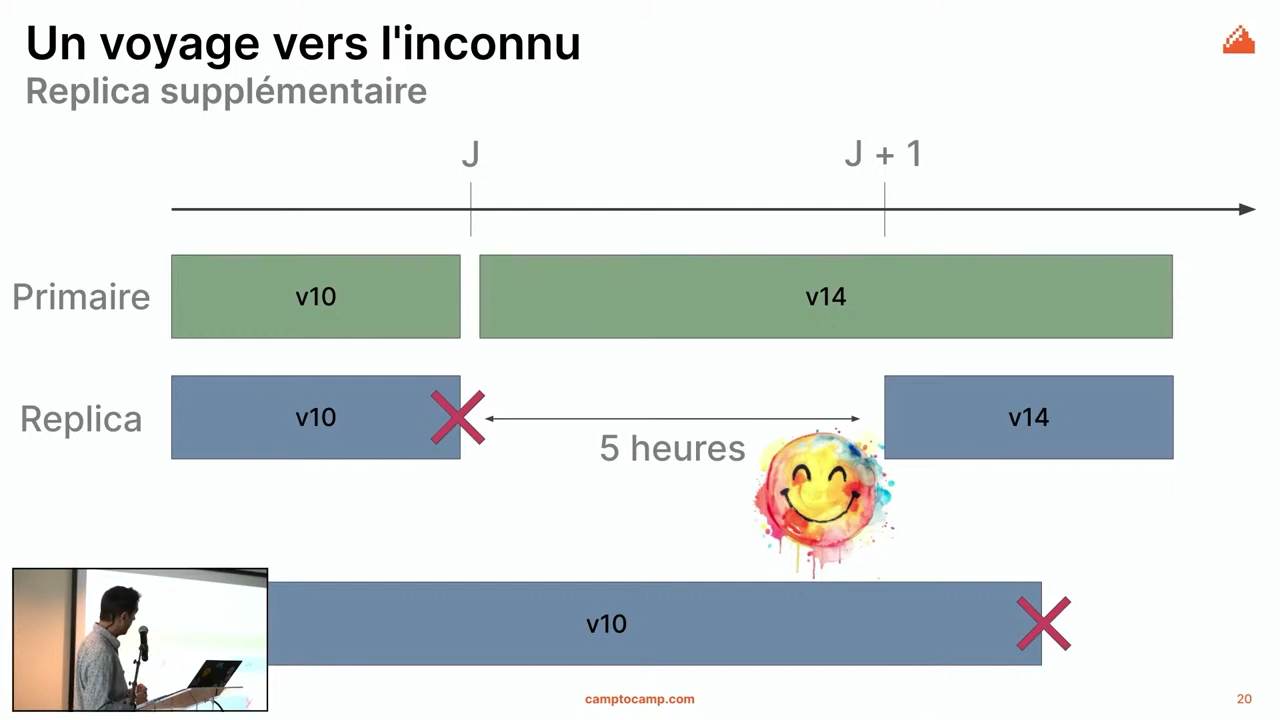 Un voyage vers l'inconnu
Replica supplémentaire
J
J + 1
Primaire
v10
v14
Replica
v10
v14
5 heures
v10
camptocamp.com
20